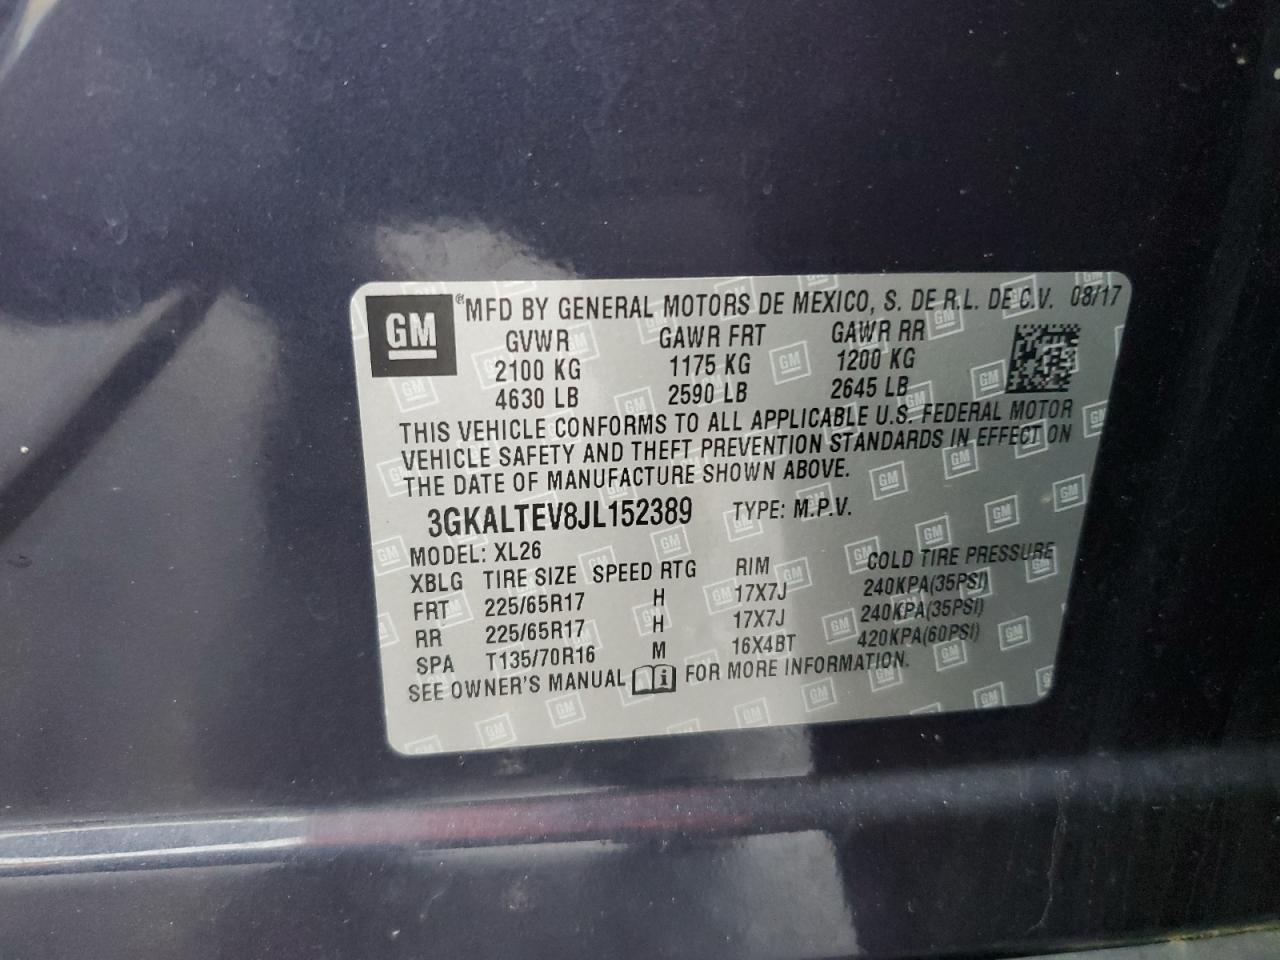 GM
®MFD BY GENERAL MOTORS DE MEXICO, S. DE R.L. DE C.V. 08/17
GVWR GAWR FRT GAWR RR
2100 KG 1175 KG 1200 KG
4630 LB 2590 LB 2645 LB
THIS VEHICLE CONFORMS TO ALL APPLICABLE U.S. FEDERAL MOTOR
VEHICLE SAFETY AND THEFT PREVENTION STANDARDS IN EFFECT ON
THE DATE OF MANUFACTURE SHOWN ABOVE.
3GKALTEV8JL152389 TYPE: M.P.V.
MODEL: XL26
XBLG TIRE SIZE SPEED RTG RIM COLD TIRE PRESSURE
FRT 225/65R17 H 17X7J 240KPA(35PSI)
RR 225/65R17 H 17X7J 240KPA(35PSI)
SPA T135/70R16 M 16X4BT 420KPA(60PSI)
SEE OWNER'S MANUAL i FOR MORE INFORMATION.